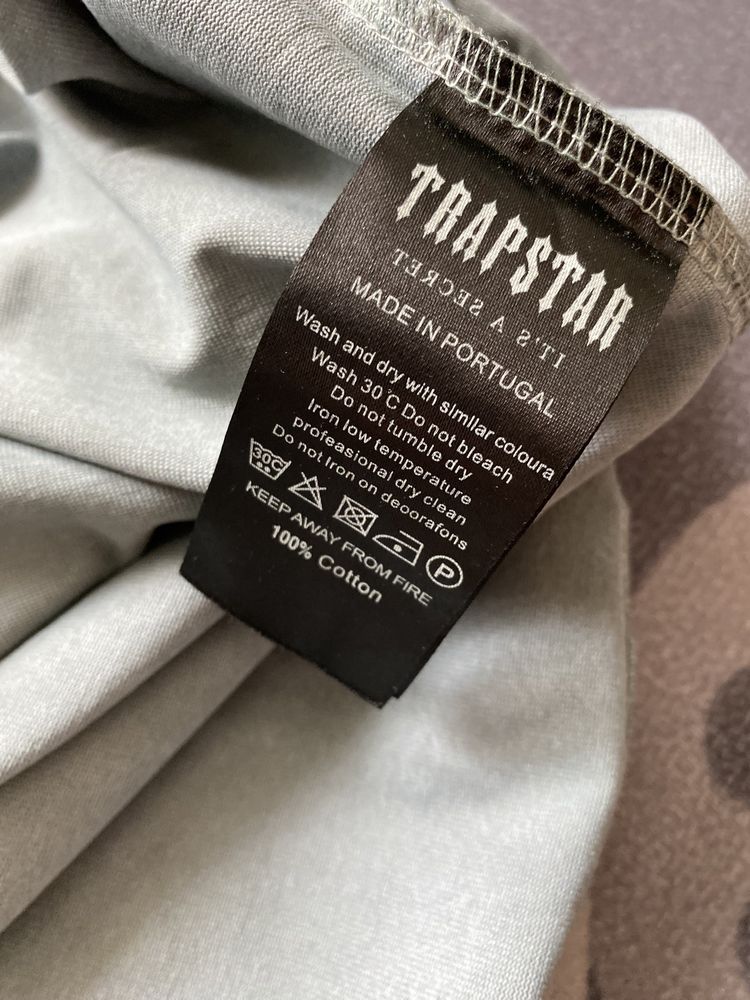 TRAPSTAR
IT'S A SECRET
MADE IN PORTUGAL
Wash and dry with similar coloura
Wash 30°C Do not bleach
Do not tumble dry
Iron low temperature
professional dry clean
Do not Iron on deoorafons
30C P
KEEP AWAY FROM FIRE
100% Cotton